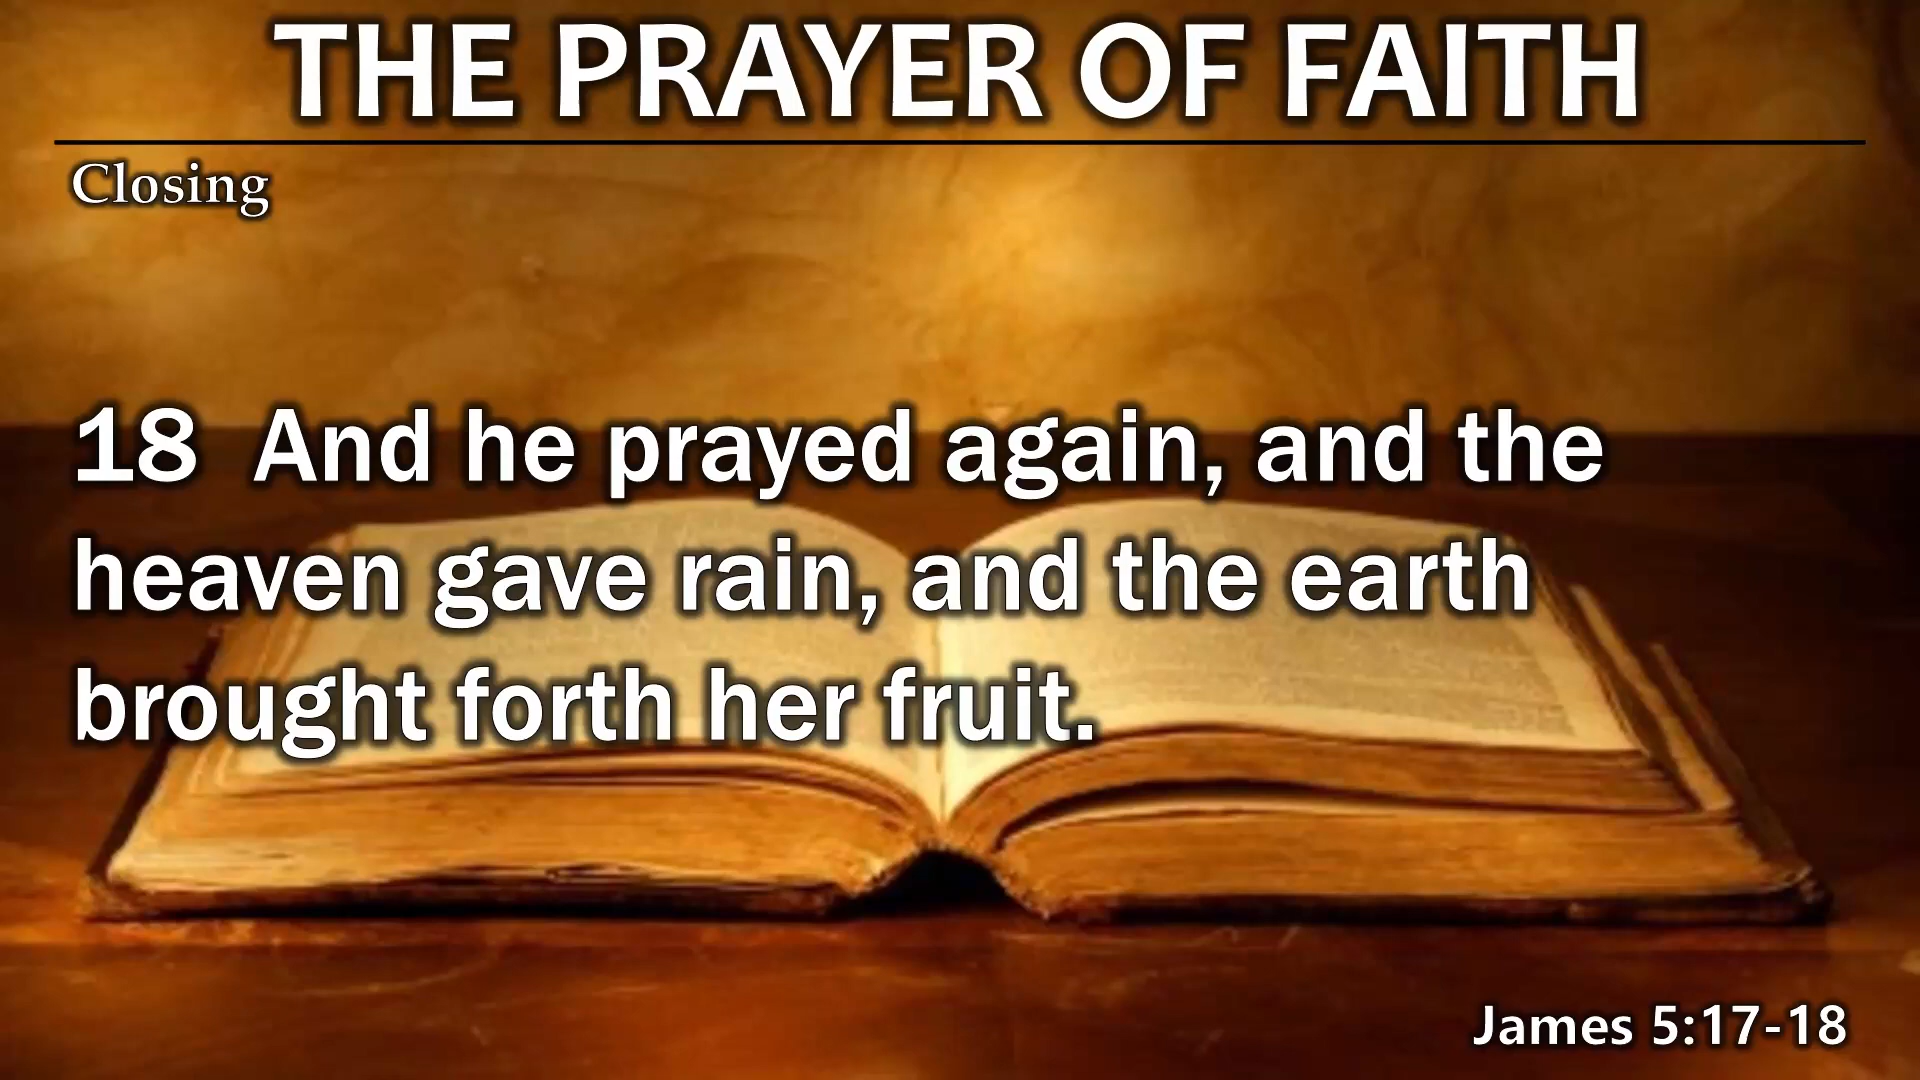 THE PRAYER OF FAITH
Closing
18 And he prayed again, and the
heaven gave rain, and the earth
brought forth her fruit.
James 5:17-18